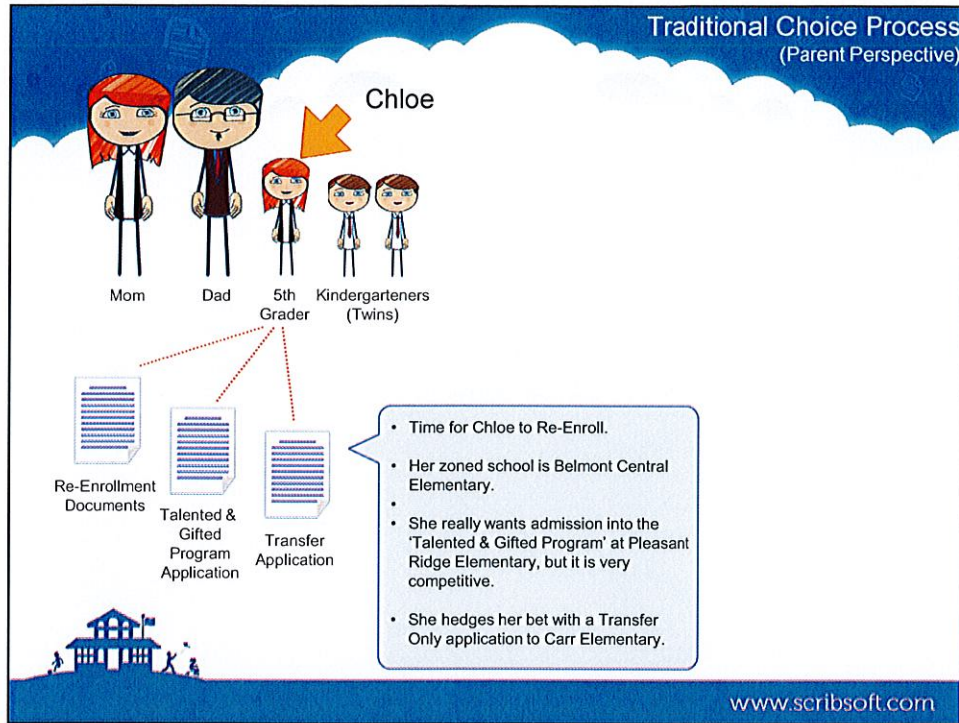 Traditional Choice Process
(Parent Perspective)
Chloe
Mom
Dad
5th
Grader
Kindergarteners
(Twins)
Re-Enrollment
Documents
Talented &
Gifted
Program
Application
Transfer
Application
• Time for Chloe to Re-Enroll.
• Her zoned school is Belmont Central
Elementary.
•
• She really wants admission into the
'Talented & Gifted Program' at Pleasant
Ridge Elementary, but it is very
competitive.
• She hedges her bet with a Transfer
Only application to Carr Elementary.
www.scribsoft.com